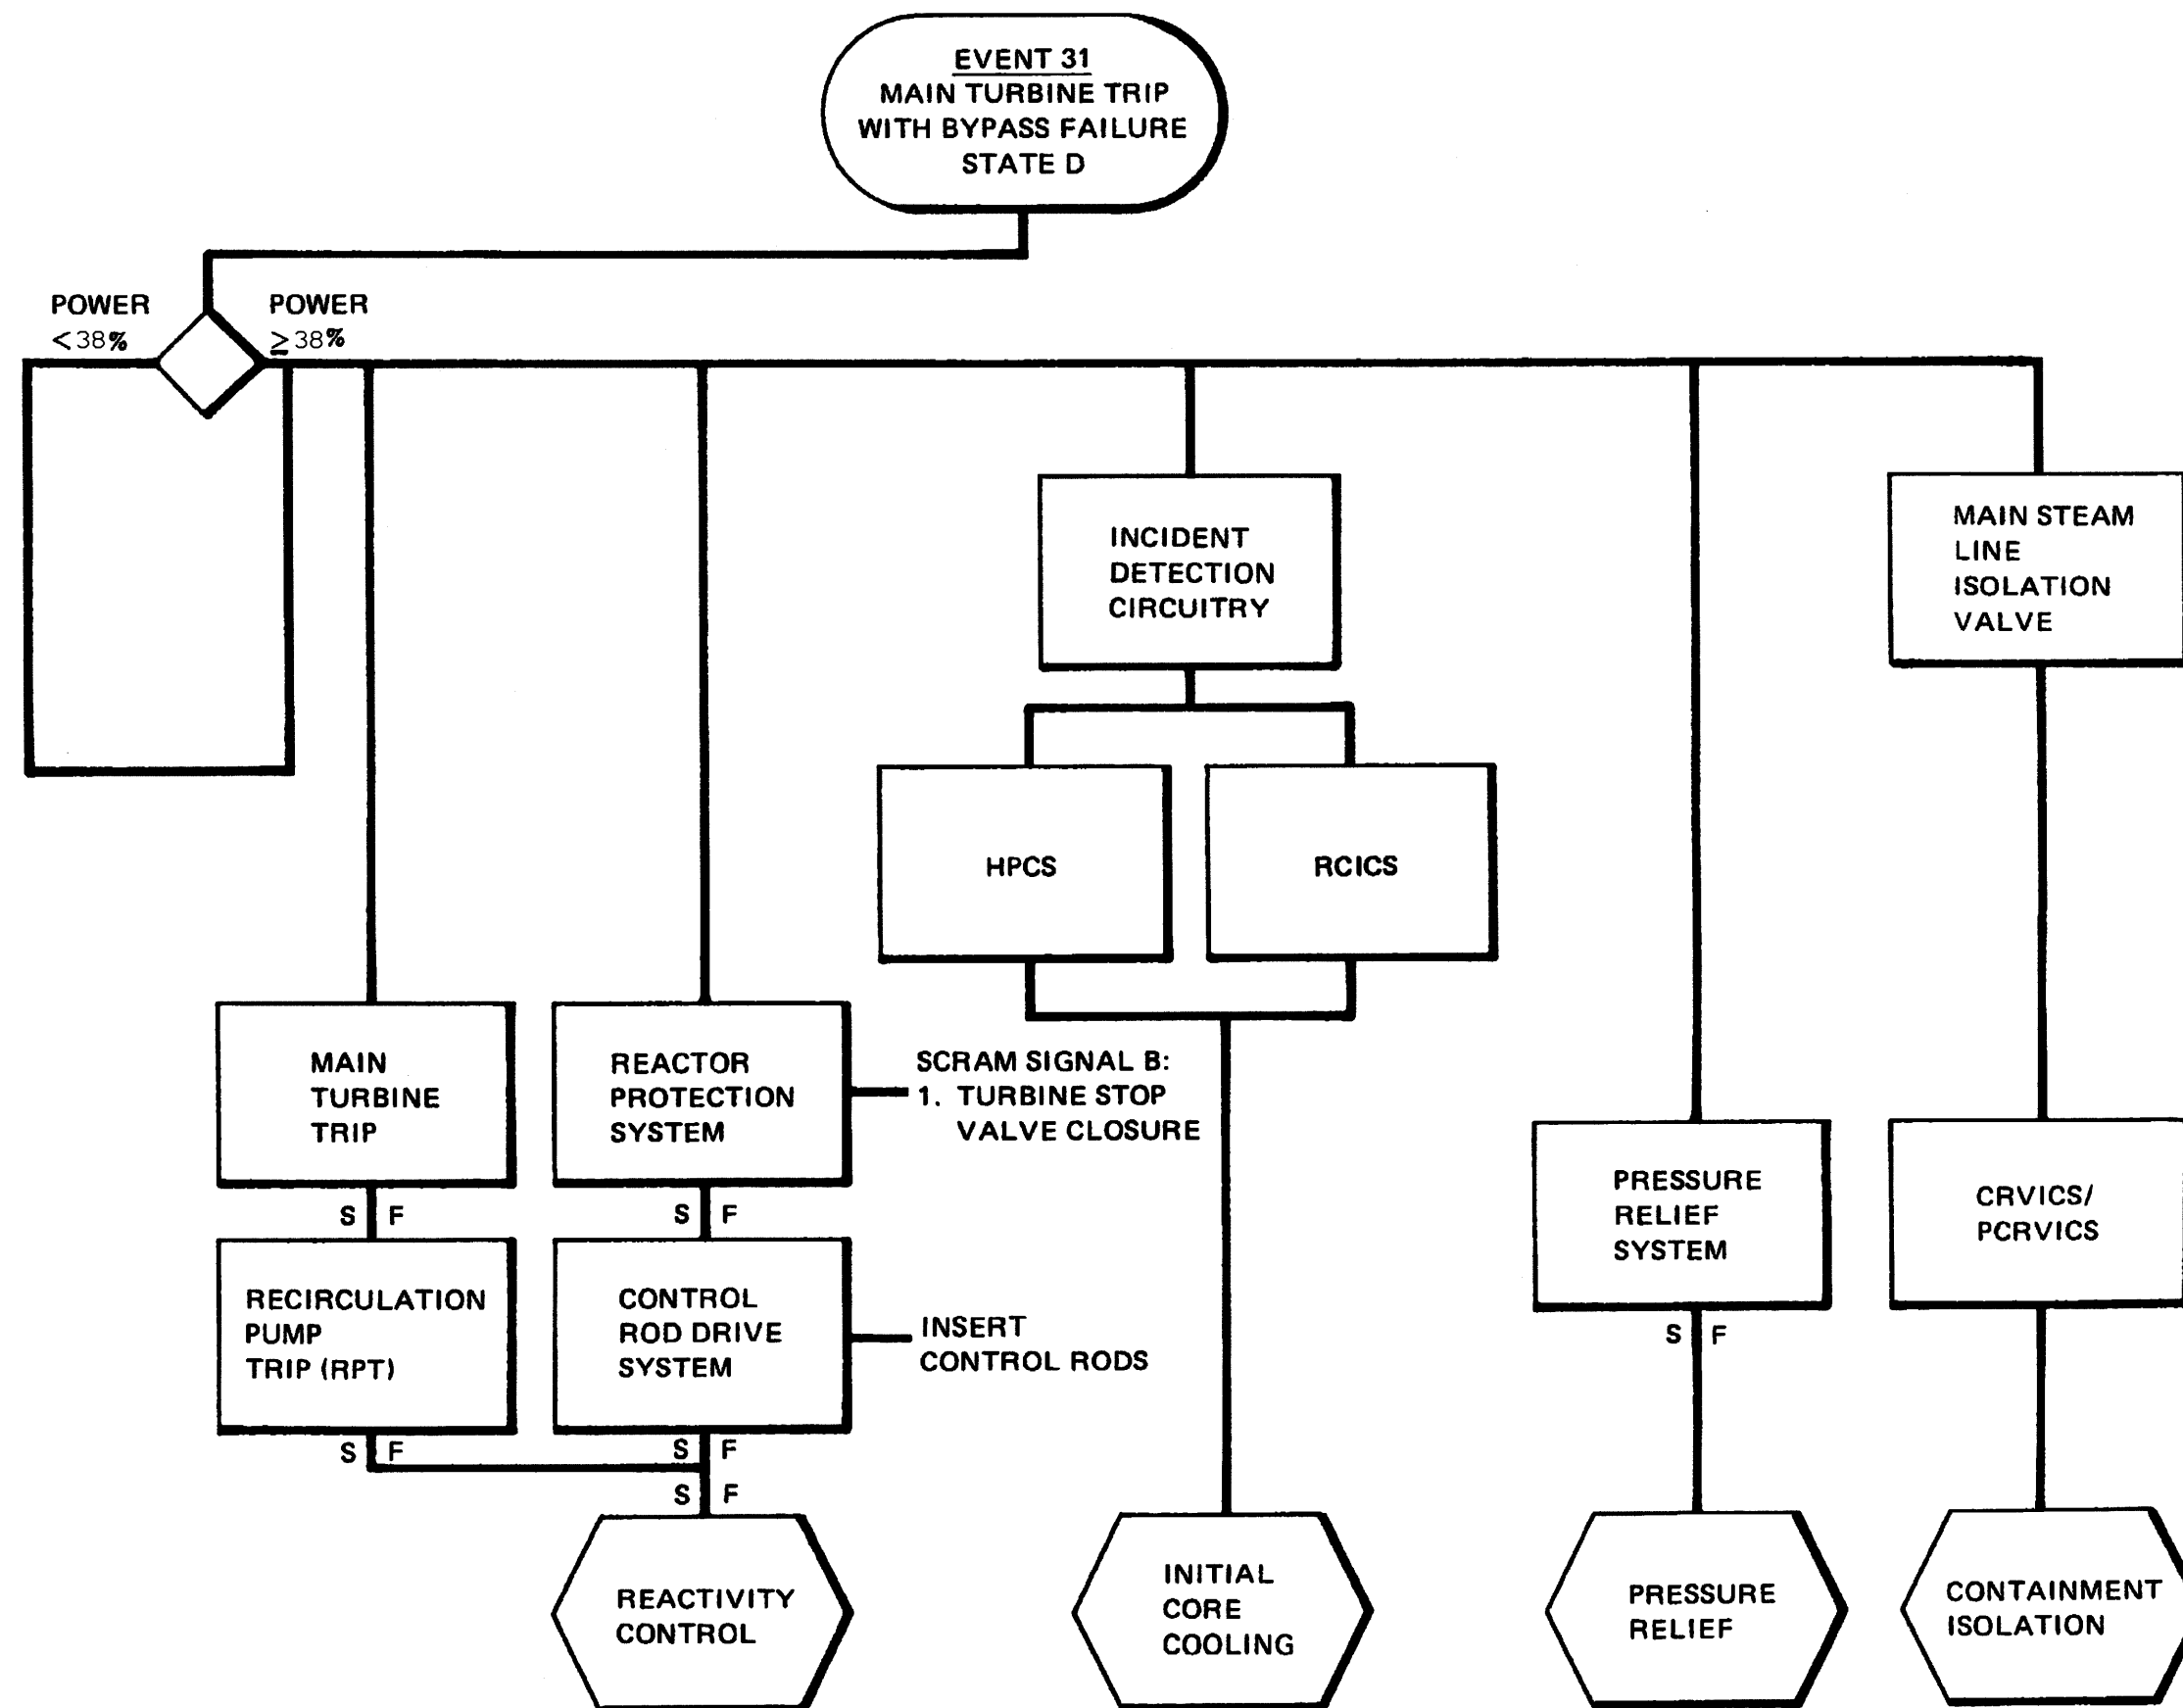 EVENT 31
MAIN TURBINE TRIP
WITH BYPASS FAILURE
STATE D
POWER
<38%
POWER
≥38%
INCIDENT
DETECTION
CIRCUITRY
MAIN STEAM
LINE
ISOLATION
VALVE
HPCS
RCICS
MAIN
TURBINE
TRIP
REACTOR
PROTECTION
SYSTEM
SCRAM SIGNAL B:
1. TURBINE STOP
VALVE CLOSURE
PRESSURE
RELIEF
SYSTEM
CRVICS/
PCRVICS
S F
S F
RECIRCULATION
PUMP
TRIP (RPT)
CONTROL
ROD DRIVE
SYSTEM
INSERT
CONTROL RODS
S F
S F
S F
S F
REACTIVITY
CONTROL
INITIAL
CORE
COOLING
PRESSURE
RELIEF
CONTAINMENT
ISOLATION